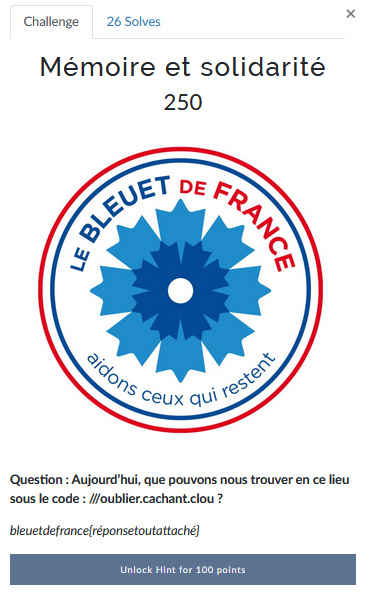 Challenge
26 Solves
×
Mémoire et solidarité
250
LE BLEUET DE FRANCE
aidons ceux qui restent
Question : Aujourd’hui, que pouvons nous trouver en ce lieu
sous le code : ///oublier.cachant.clou ?
bleuetdefrance{réponsetoutattaché}
Unlock Hint for 100 points